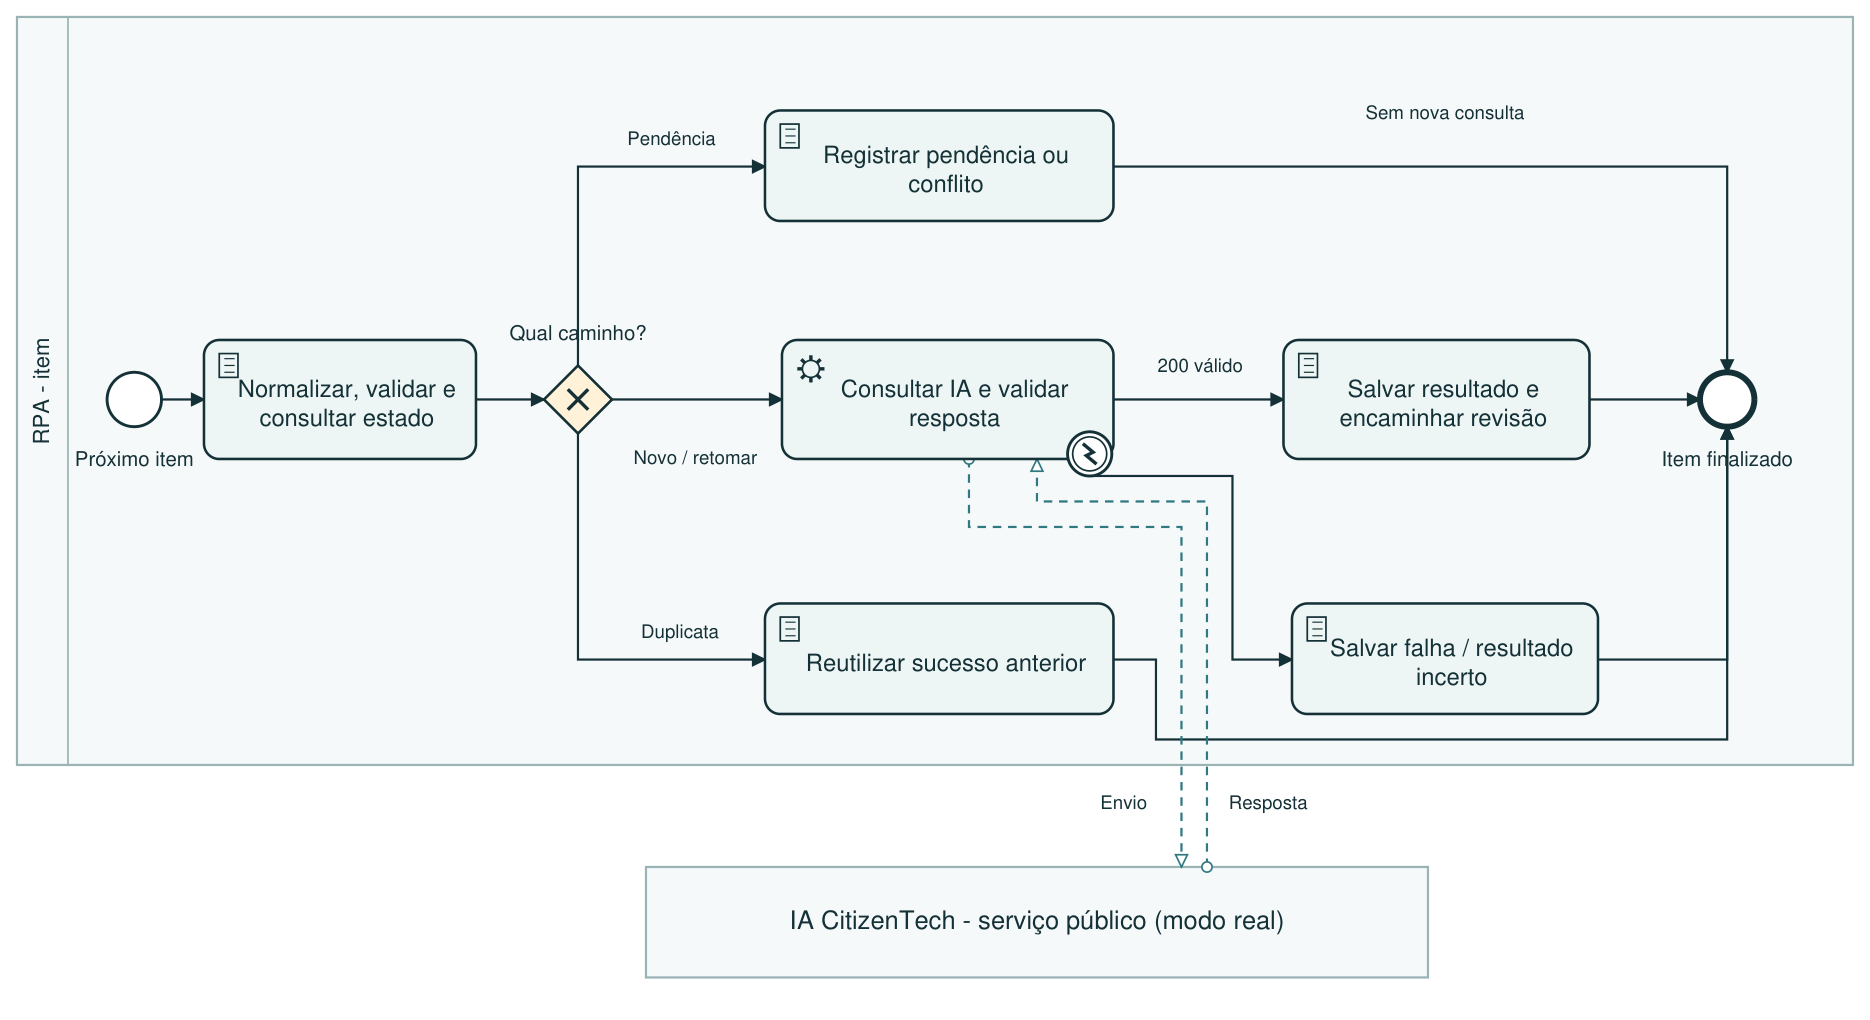 RPA - item
Próximo item
Normalizar, validar e
consultar estado
Qual caminho?
Pendência
Registrar pendência ou
conflito
Sem nova consulta
Novo / retomar
Consultar IA e validar
resposta
200 válido
Salvar resultado e
encaminhar revisão
Item finalizado
Duplicata
Reutilizar sucesso anterior
Salvar falha / resultado
incerto
Envio
Resposta
IA CitizenTech - serviço público (modo real)